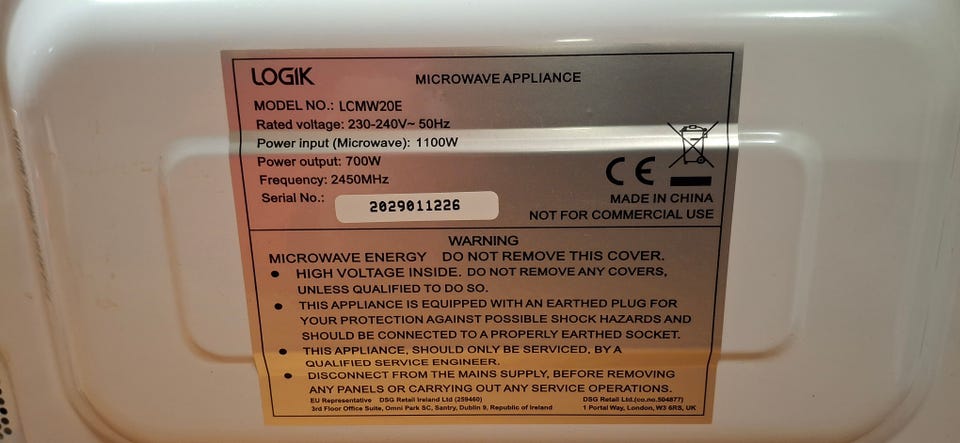 LOGIK
MICROWAVE APPLIANCE
MODEL NO.: LCMW20E
Rated voltage: 230-240V~ 50Hz
Power input (Microwave): 1100W
Power output: 700W
Frequency: 2450MHz
Serial No.: 2029011226
CE
MADE IN CHINA
NOT FOR COMMERCIAL USE
WARNING
MICROWAVE ENERGY DO NOT REMOVE THIS COVER.
• HIGH VOLTAGE INSIDE. DO NOT REMOVE ANY COVERS,
UNLESS QUALIFIED TO DO SO.
• THIS APPLIANCE IS EQUIPPED WITH AN EARTHED PLUG FOR
YOUR PROTECTION AGAINST POSSIBLE SHOCK HAZARDS AND
SHOULD BE CONNECTED TO A PROPERLY EARTHED SOCKET.
• THIS APPLIANCE, SHOULD ONLY BE SERVICED, BY A
QUALIFIED SERVICE ENGINEER.
• DISCONNECT FROM THE MAINS SUPPLY, BEFORE REMOVING
ANY PANELS OR CARRYING OUT ANY SERVICE OPERATIONS.
EU Representative DSG Retail Ireland Ltd (259460)
3rd Floor Office Suite, Omni Park SC, Santry, Dublin 9, Republic of Ireland
DSG Retail Ltd.(co.no.504877)
1 Portal Way, London, W3 6RS, UK